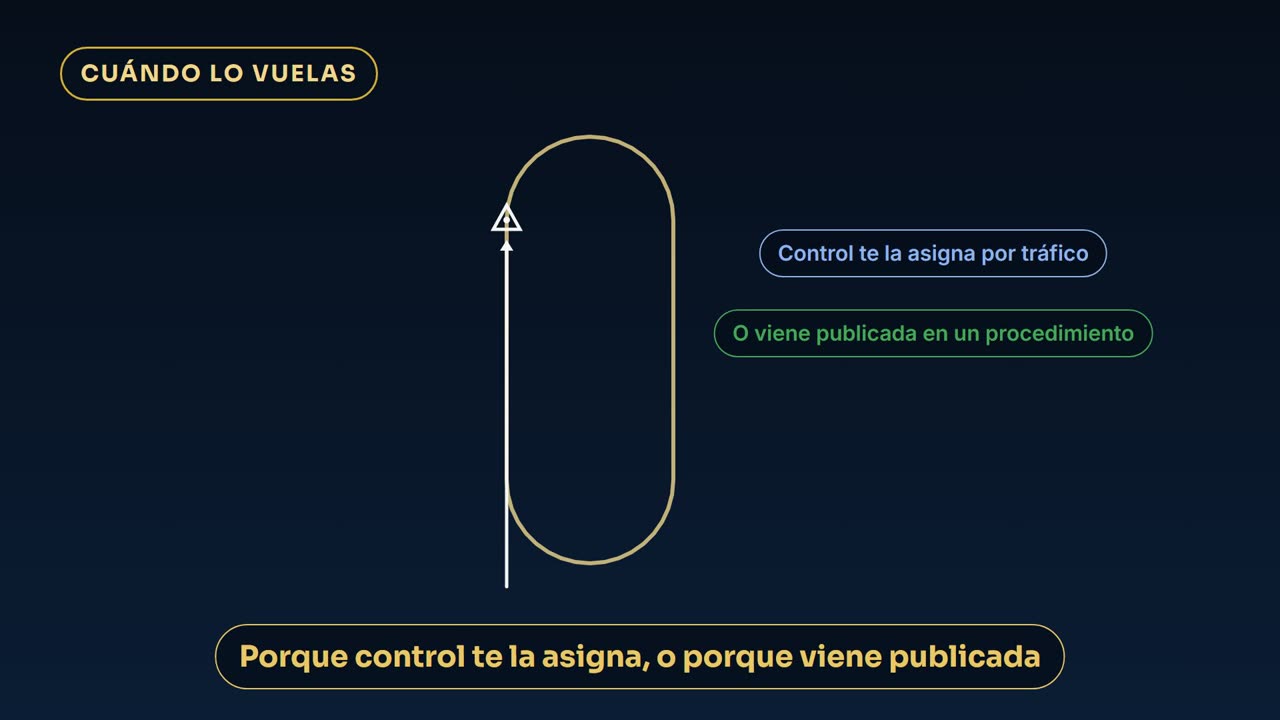 CUÁNDO LO VUELAS
Control te la asigna por tráfico
O viene publicada en un procedimiento
Porque control te la asigna, o porque viene publicada